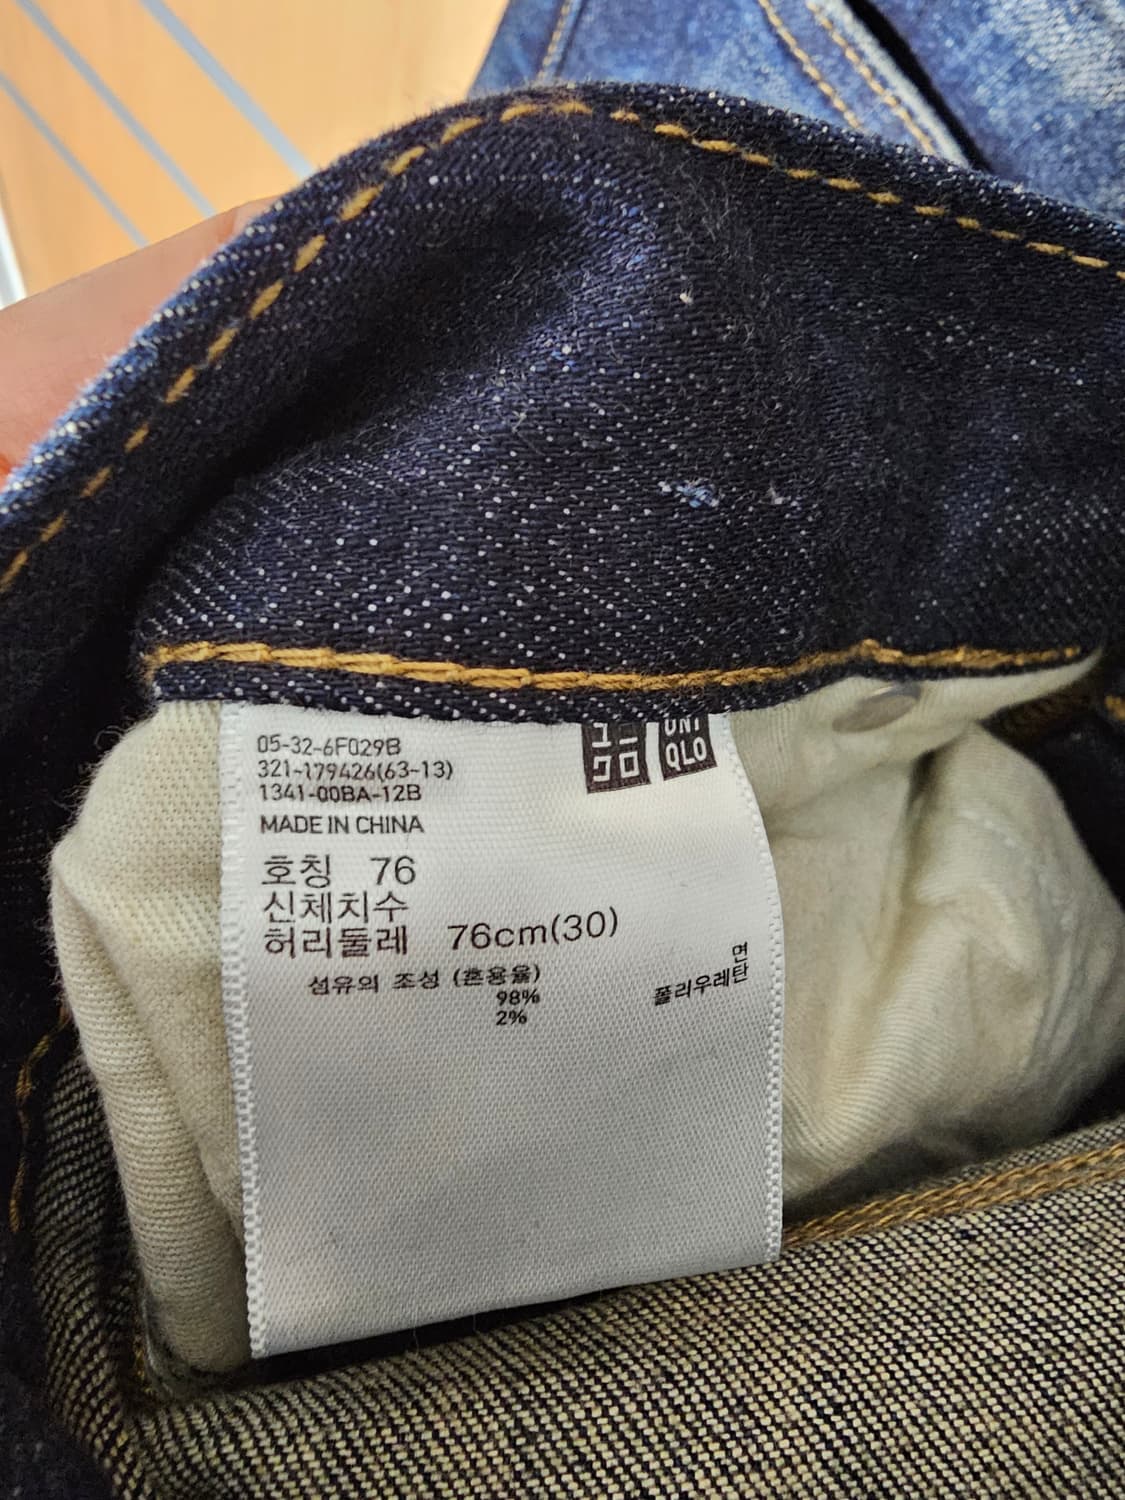 05-32-6F029B
321-179426(63-13)
1341-00BA-12B
MADE IN CHINA
UNI
QLO
호칭 76
신체치수
허리둘레 76cm(30)
섬유의 조성 (혼용율)
98% 면
2% 폴리우레탄